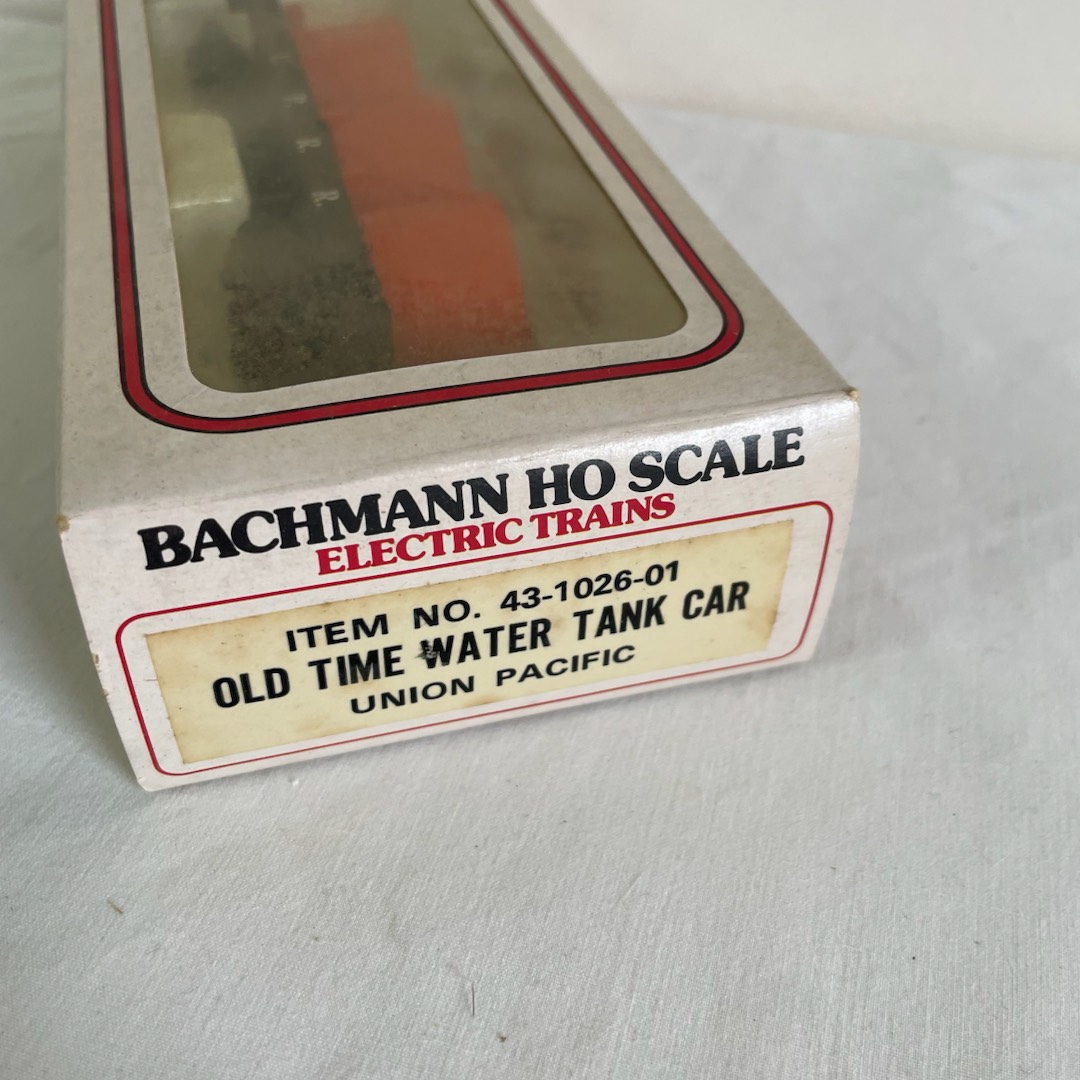 R.
BACHMANN HO SCALE
ELECTRIC TRAINS
ITEM NO. 43-1026-01
OLD TIME WATER TANK CAR
UNION PACIFIC